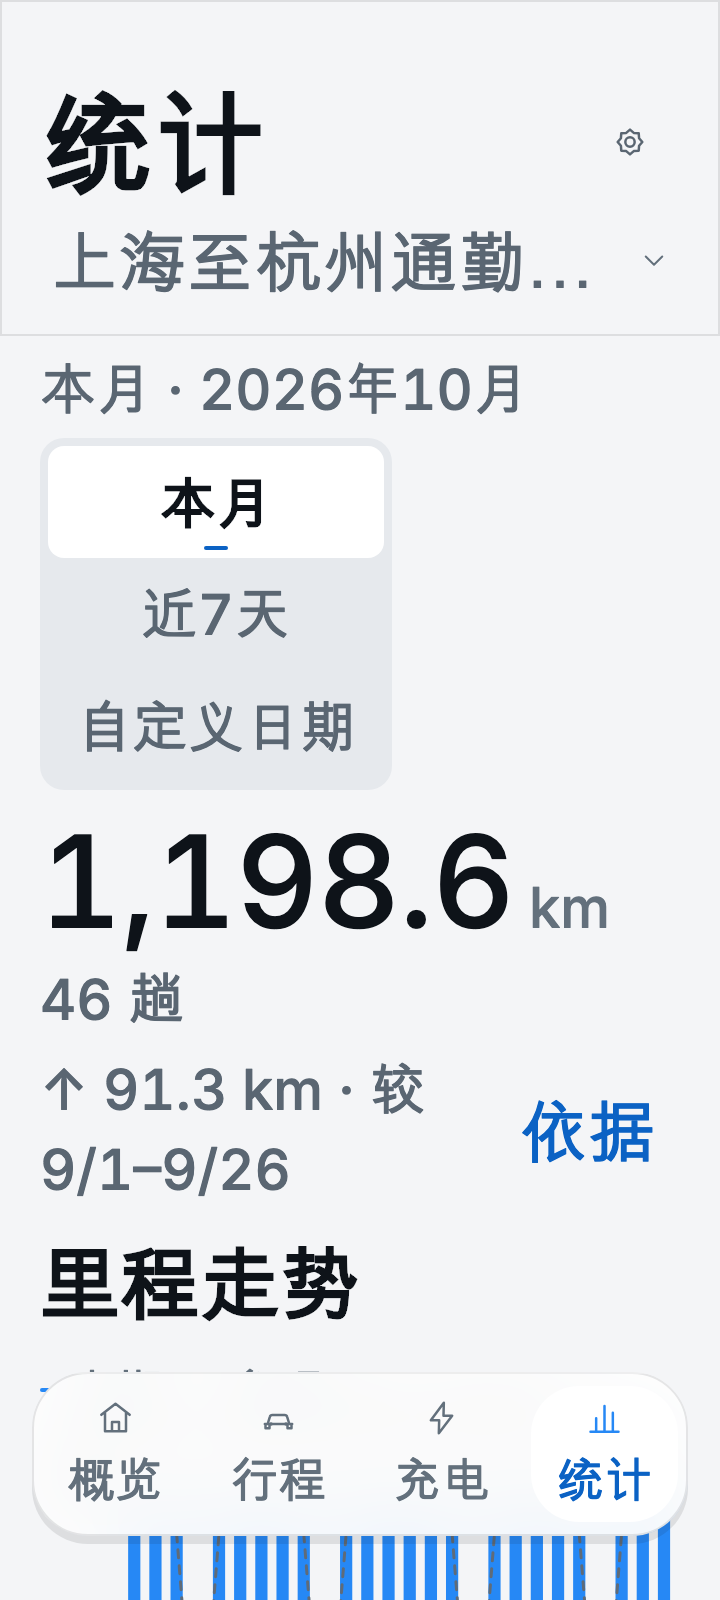 统计
上海至杭州通勤...
本月 · 2026年10月
本月
近7天
自定义日期
1,198.6 km
46 趟
↑ 91.3 km · 较
9/1–9/26
依据
里程走势
概览
行程
充电
统计